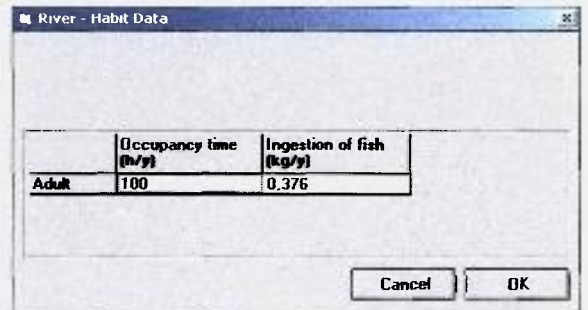 River - Habit Data
Occupancy time
(h/y)
Ingestion of fish
(kg/y)
Adult
100
0.376
Cancel
OK